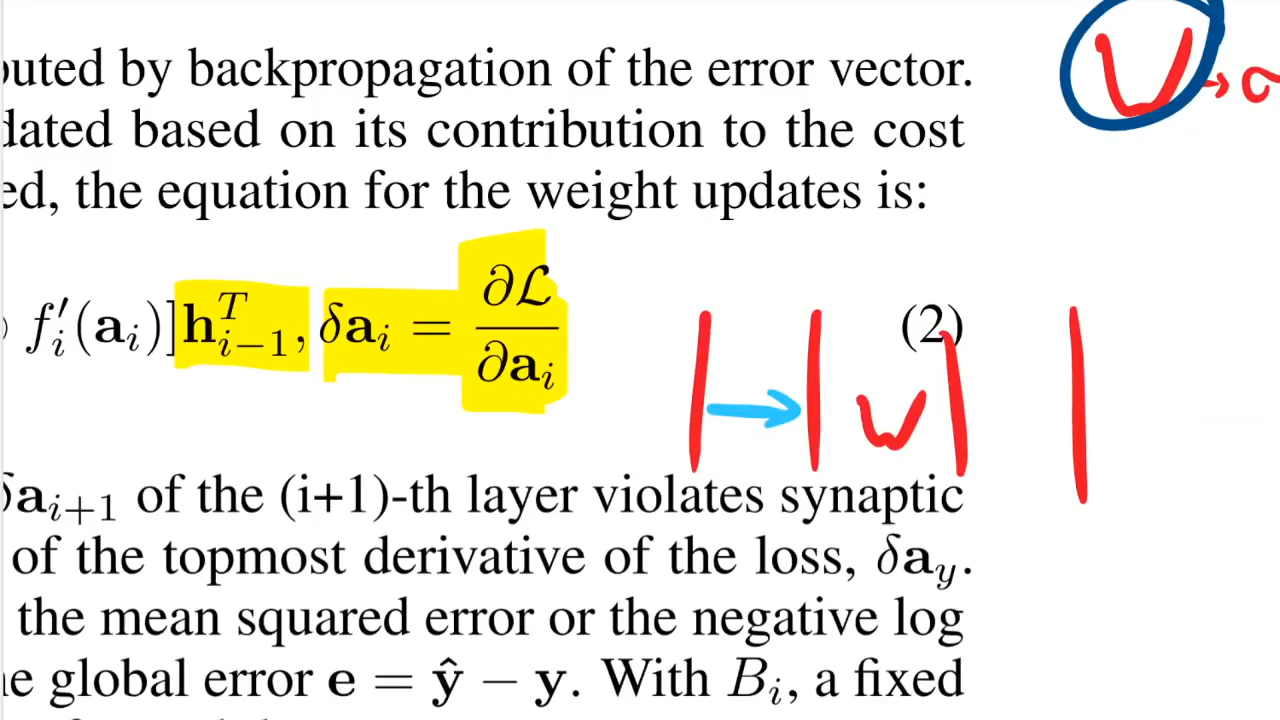 buted by backpropagation of the error vector.
dated based on its contribution to the cost
ed, the equation for the weight updates is:
f′ᵢ(aᵢ)]hᵀᵢ₋₁, δaᵢ = ∂ℒ/∂aᵢ (2)
W
δaᵢ₊₁ of the (i+1)-th layer violates synaptic
of the topmost derivative of the loss, δa_y.
the mean squared error or the negative log
global error e = ŷ − y. With Bᵢ, a fixed